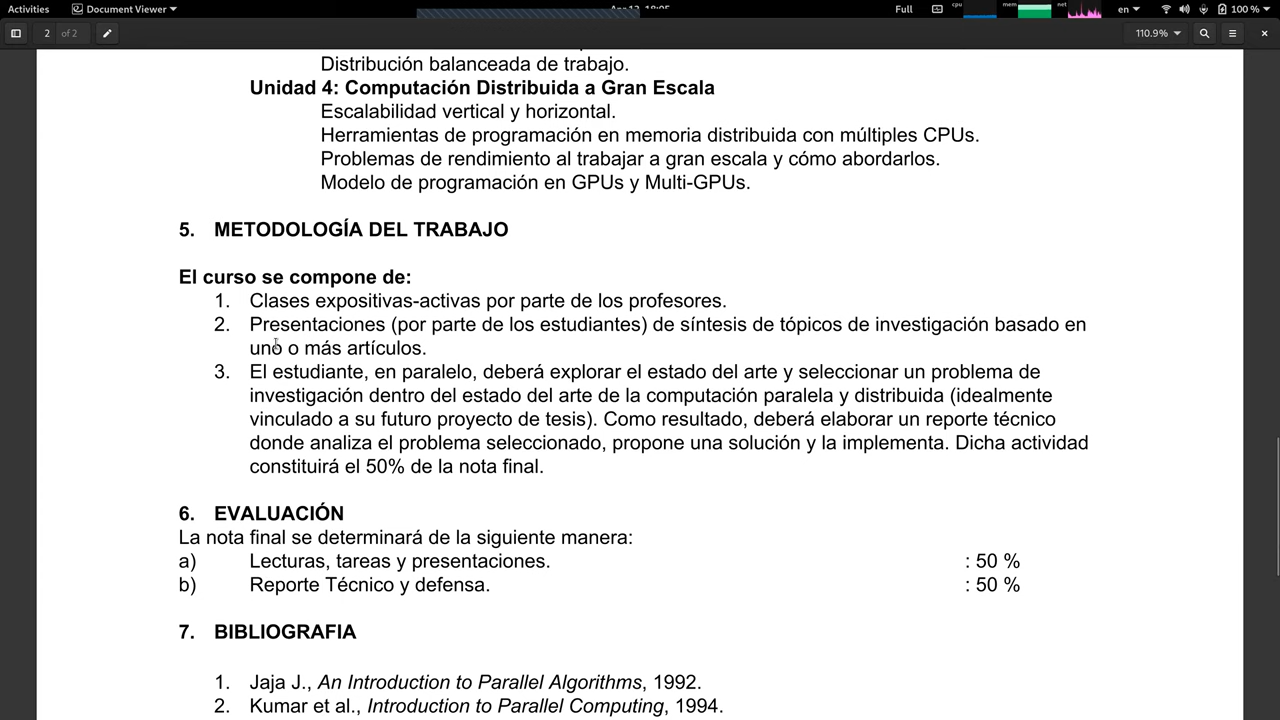 Activities
Document Viewer
Full
cpu
mem
net
en
100 %
2 of 2
110.9%
Distribución balanceada de trabajo.
Unidad 4: Computación Distribuida a Gran Escala
Escalabilidad vertical y horizontal.
Herramientas de programación en memoria distribuida con múltiples CPUs.
Problemas de rendimiento al trabajar a gran escala y cómo abordarlos.
Modelo de programación en GPUs y Multi-GPUs.
5. METODOLOGÍA DEL TRABAJO
El curso se compone de:
1. Clases expositivas-activas por parte de los profesores.
2. Presentaciones (por parte de los estudiantes) de síntesis de tópicos de investigación basado en
uno o más artículos.
3. El estudiante, en paralelo, deberá explorar el estado del arte y seleccionar un problema de
investigación dentro del estado del arte de la computación paralela y distribuida (idealmente
vinculado a su futuro proyecto de tesis). Como resultado, deberá elaborar un reporte técnico
donde analiza el problema seleccionado, propone una solución y la implementa. Dicha actividad
constituirá el 50% de la nota final.
6. EVALUACIÓN
La nota final se determinará de la siguiente manera:
a) Lecturas, tareas y presentaciones. : 50 %
b) Reporte Técnico y defensa. : 50 %
7. BIBLIOGRAFIA
1. Jaja J., An Introduction to Parallel Algorithms, 1992.
2. Kumar et al., Introduction to Parallel Computing, 1994.